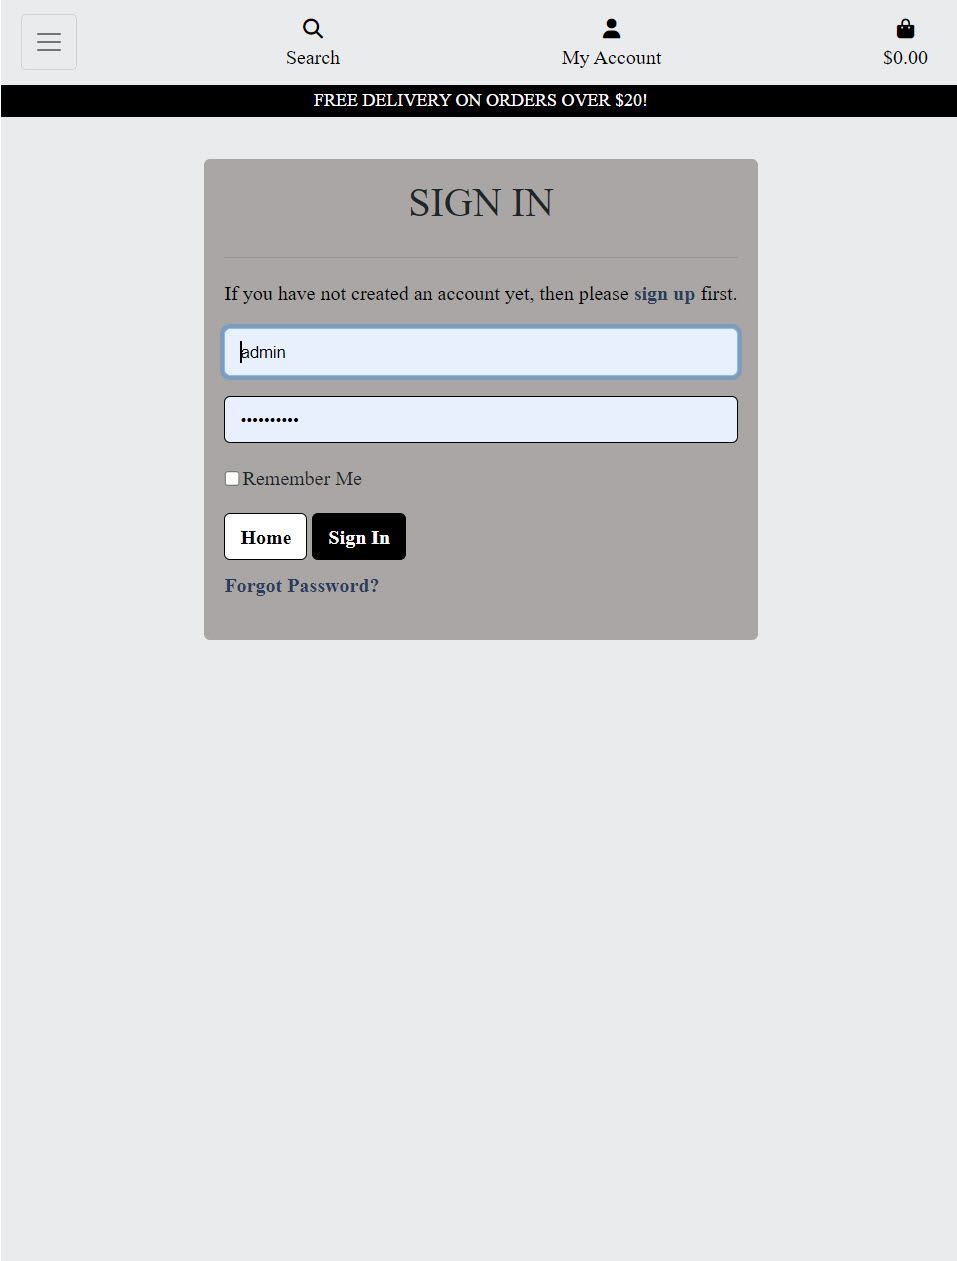 Search
My Account
$0.00
FREE DELIVERY ON ORDERS OVER $20!
SIGN IN
If you have not created an account yet, then please sign up first.
admin
••••••••••
Remember Me
Home
Sign In
Forgot Password?